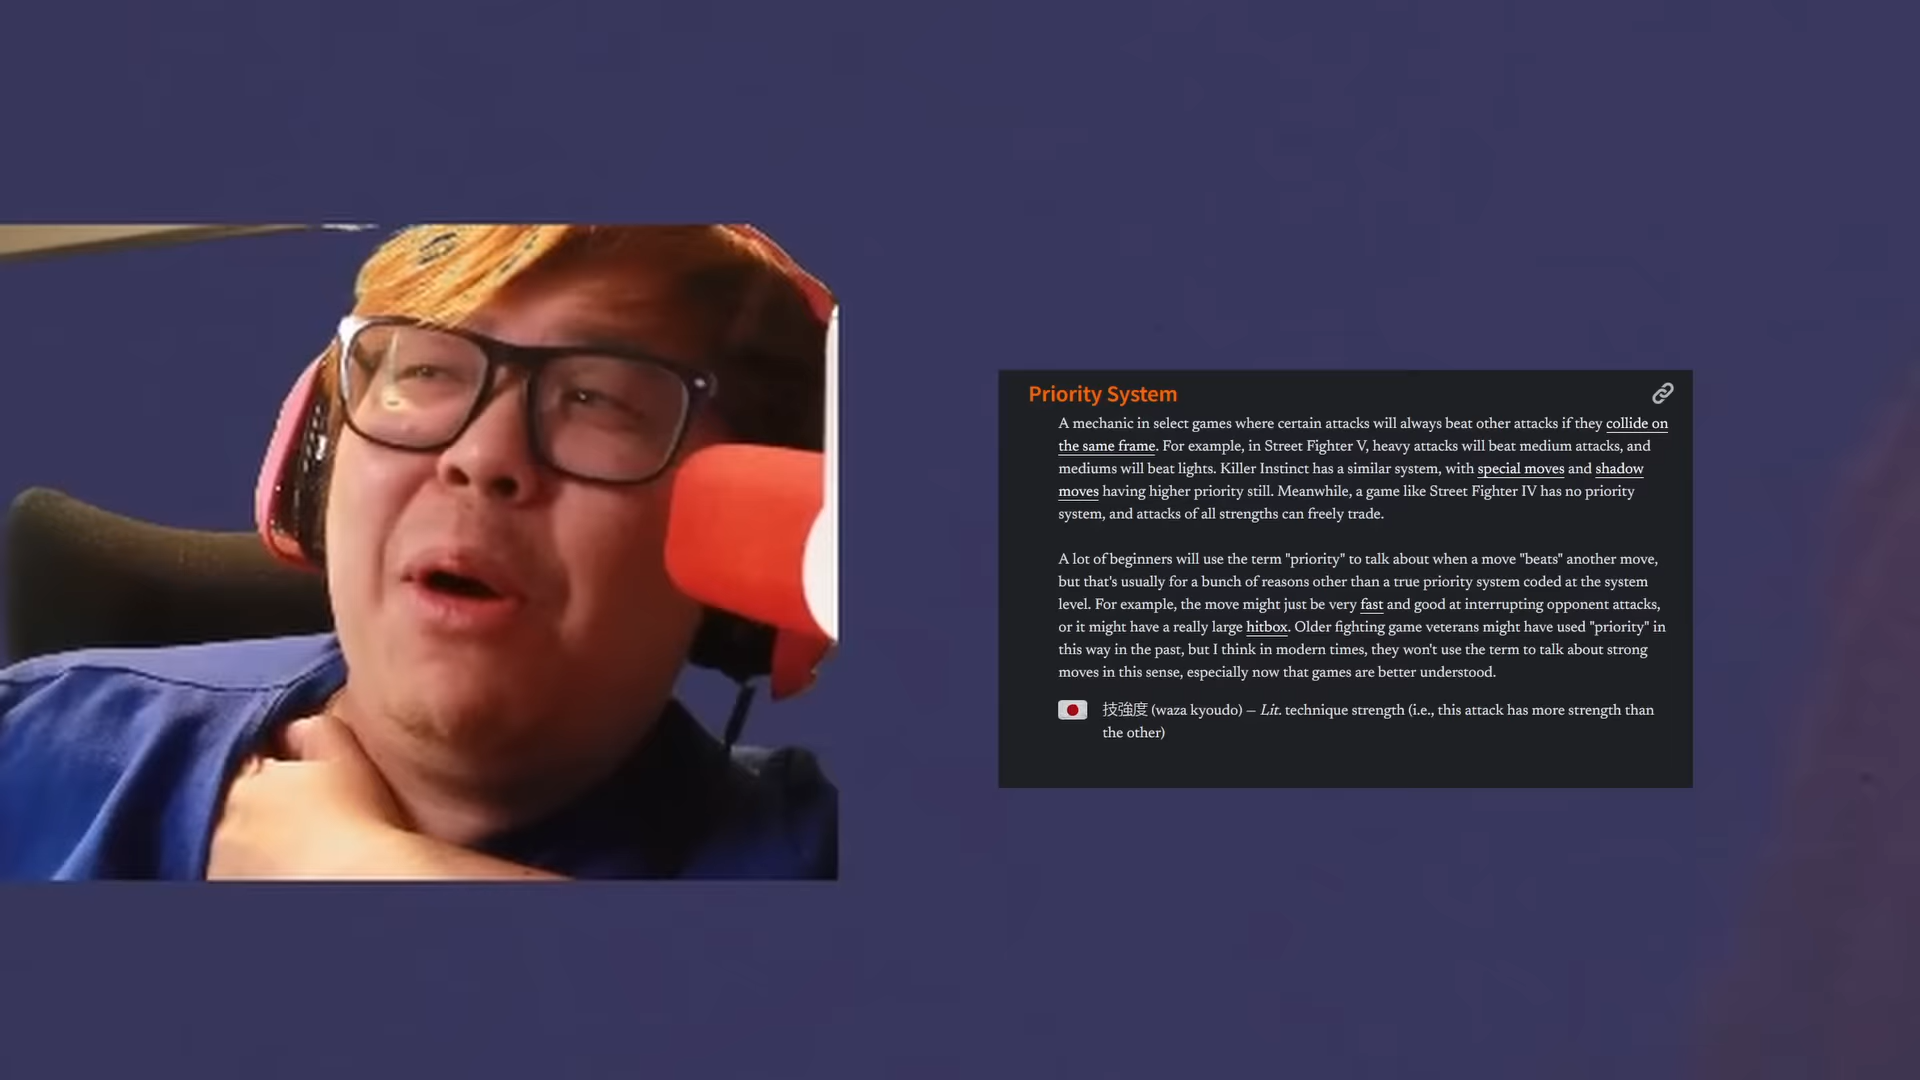 Priority System
A mechanic in select games where certain attacks will always beat other attacks if they collide on
the same frame. For example, in Street Fighter V, heavy attacks will beat medium attacks, and
mediums will beat lights. Killer Instinct has a similar system, with special moves and shadow
moves having higher priority still. Meanwhile, a game like Street Fighter IV has no priority
system, and attacks of all strengths can freely trade.
A lot of beginners will use the term "priority" to talk about when a move "beats" another move,
but that's usually for a bunch of reasons other than a true priority system coded at the system
level. For example, the move might just be very fast and good at interrupting opponent attacks,
or it might have a really large hitbox. Older fighting game veterans might have used "priority" in
this way in the past, but I think in modern times, they won't use the term to talk about strong
moves in this sense, especially now that games are better understood.
技強度 (waza kyoudo) – Lit. technique strength (i.e., this attack has more strength than
the other)